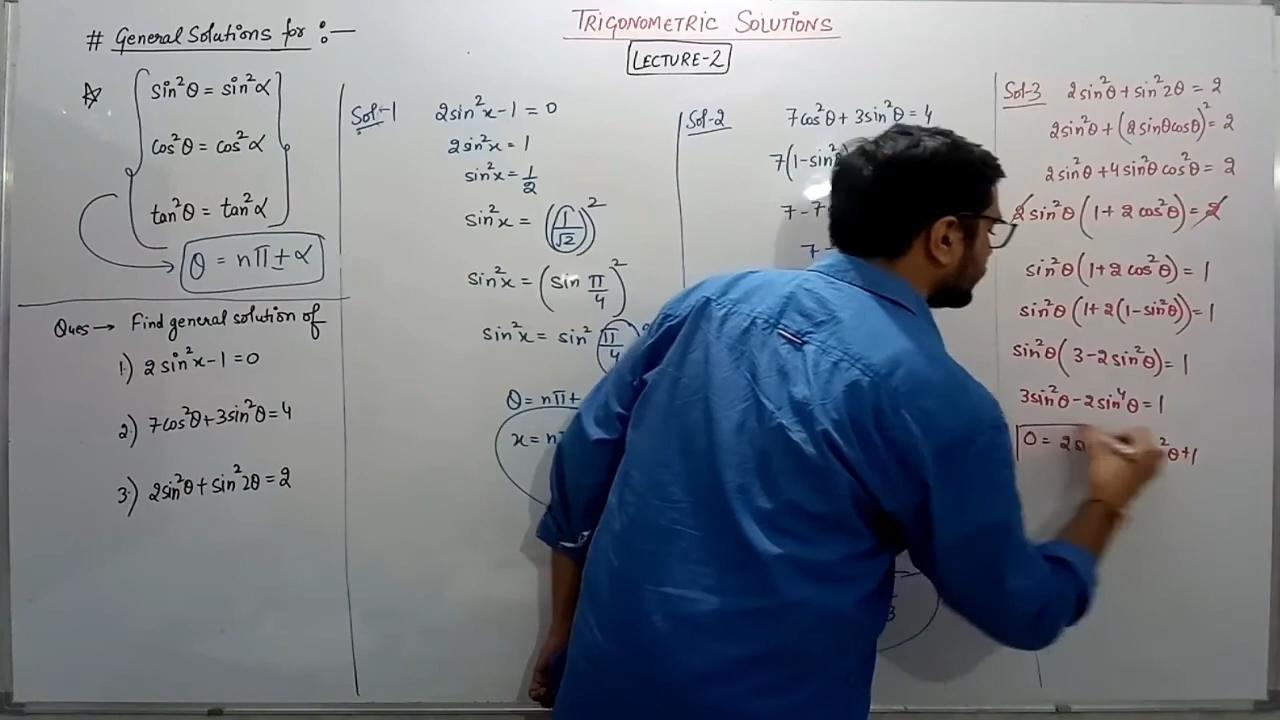 TRIGONOMETRIC SOLUTIONS
LECTURE-2
# General Solutions for :—
sin²θ = sin²α
cos²θ = cos²α
tan²θ = tan²α
θ = nπ ± α
Ques → Find general solution of
1.) 2sin²x-1=0
2.) 7cos²θ+3sin²θ=4
3.) 2sin²θ+sin²2θ=2
Sol-1 2sin²x-1=0
2sin²x=1
sin²x=1/2
sin²x=(1/√2)²
sin²x=(sin π/4)²
sin²x=sin² π/4
θ=nπ±
x=nπ
Sol-2 7cos²θ+3sin²θ=4
7(1-sin²
7-7
7-
3
Sol-3 2sin²θ+sin²2θ=2
2sin²θ+(2sinθcosθ)²=2
2sin²θ+4sin²θcos²θ=2
2sin²θ(1+2cos²θ)=2
sin²θ(1+2cos²θ)=1
sin²θ(1+2(1-sin²θ))=1
sin²θ(3-2sin²θ)=1
3sin²θ-2sin⁴θ=1
0=2s ²θ+1